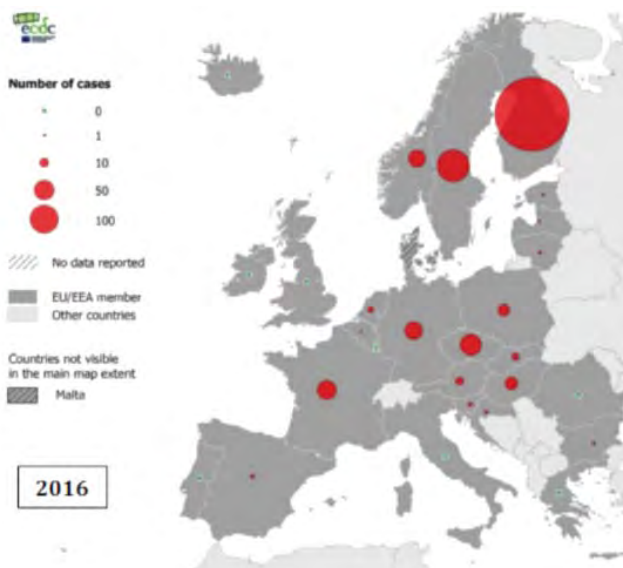 ecdc
Number of cases
0
1
10
50
100
No data reported
EU/EEA member
Other countries
Countries not visible
in the main map extent
Malta
2016